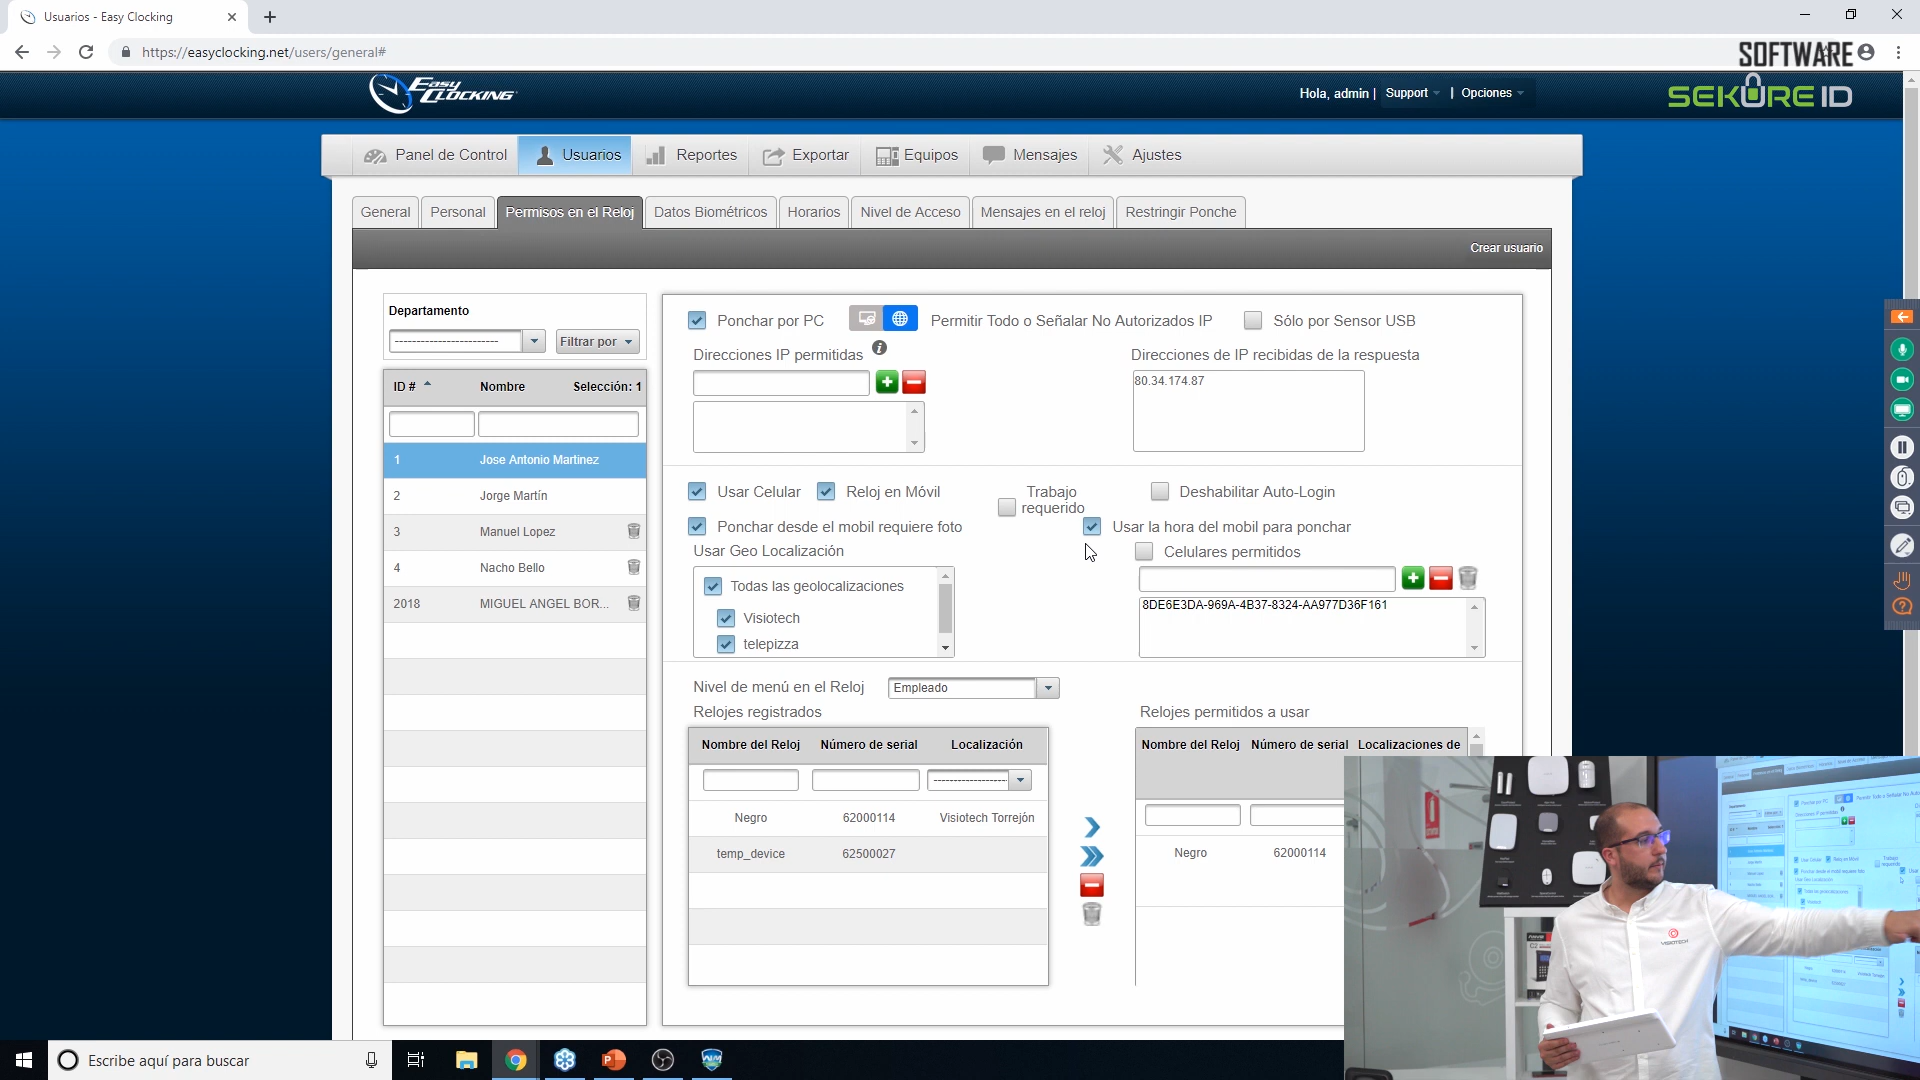 Usuarios - Easy Clocking
https://easyclocking.net/users/general#
SOFTWARE
EASY CLOCKING
Hola, admin | Support | Opciones
SEKURE ID
Panel de Control Usuarios Reportes Exportar Equipos Mensajes Ajustes
General Personal Permisos en el Reloj Datos Biométricos Horarios Nivel de Acceso Mensajes en el reloj Restringir Ponche
Crear usuario
Departamento
------------------------ Filtrar por
ID # Nombre Selección: 1
1 Jose Antonio Martinez
2 Jorge Martín
3 Manuel Lopez
4 Nacho Bello
2018 MIGUEL ANGEL BOR...
Ponchar por PC Permitir Todo o Señalar No Autorizados IP Sólo por Sensor USB
Direcciones IP permitidas Direcciones de IP recibidas de la respuesta
80.34.174.87
Usar Celular Reloj en Móvil Trabajo requerido Deshabilitar Auto-Login
Ponchar desde el mobil requiere foto Usar la hora del mobil para ponchar
Usar Geo Localización Celulares permitidos
Todas las geolocalizaciones
Visiotech
telepizza
8DE6E3DA-969A-4B37-8324-AA977D36F161
Nivel de menú en el Reloj Empleado
Relojes registrados Relojes permitidos a usar
Nombre del Reloj Número de serial Localización
Negro 62000114 Visiotech Torrejón
temp_device 62500027
Nombre del Reloj Número de serial Localizaciones de
Negro 62000114
VISIOTECH
Escribe aquí para buscar